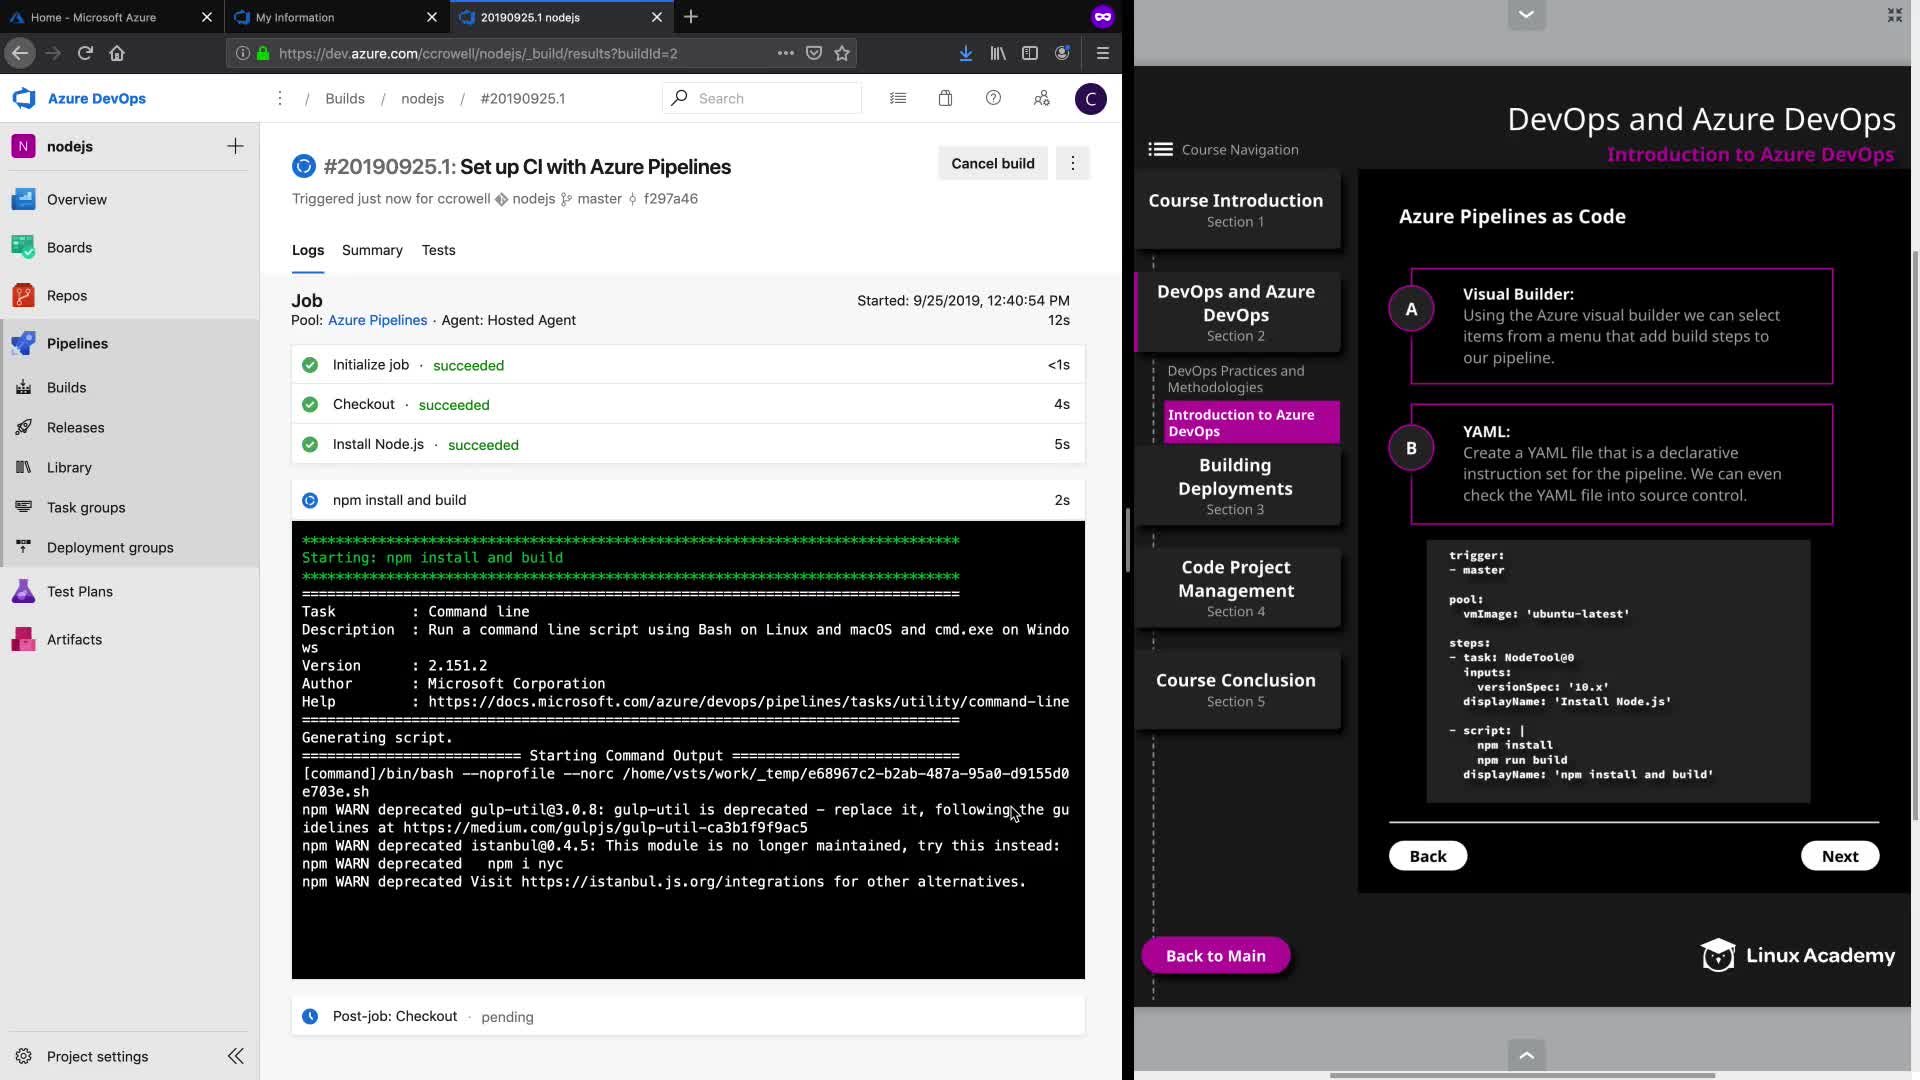 Home - Microsoft Azure
My Information
20190925.1 nodejs
https://dev.azure.com/ccrowell/nodejs/_build/results?buildId=2
Azure DevOps
/ Builds / nodejs / #20190925.1
Search
C
N nodejs
Overview
Boards
Repos
Pipelines
Builds
Releases
Library
Task groups
Deployment groups
Test Plans
Artifacts
Project settings
#20190925.1: Set up CI with Azure Pipelines
Cancel build
Triggered just now for ccrowell nodejs master f297a46
Logs Summary Tests
Job
Started: 9/25/2019, 12:40:54 PM
Pool: Azure Pipelines · Agent: Hosted Agent
12s
Initialize job · succeeded <1s
Checkout · succeeded 4s
Install Node.js · succeeded 5s
npm install and build 2s
******************************************************************************
Starting: npm install and build
******************************************************************************
==============================================================================
Task : Command line
Description : Run a command line script using Bash on Linux and macOS and cmd.exe on Windo
ws
Version : 2.151.2
Author : Microsoft Corporation
Help : https://docs.microsoft.com/azure/devops/pipelines/tasks/utility/command-line
==============================================================================
Generating script.
========================== Starting Command Output ===========================
[command]/bin/bash --noprofile --norc /home/vsts/work/_temp/e68967c2-b2ab-487a-95a0-d9155d0
e703e.sh
npm WARN deprecated gulp-util@3.0.8: gulp-util is deprecated - replace it, following the gu
idelines at https://medium.com/gulpjs/gulp-util-ca3b1f9f9ac5
npm WARN deprecated istanbul@0.4.5: This module is no longer maintained, try this instead:
npm WARN deprecated   npm i nyc
npm WARN deprecated Visit https://istanbul.js.org/integrations for other alternatives.
Post-job: Checkout · pending
DevOps and Azure DevOps
Introduction to Azure DevOps
Course Navigation
Course Introduction
Section 1
DevOps and Azure
DevOps
Section 2
DevOps Practices and
Methodologies
Introduction to Azure
DevOps
Building
Deployments
Section 3
Code Project
Management
Section 4
Course Conclusion
Section 5
Back to Main
Azure Pipelines as Code
A
Visual Builder:
Using the Azure visual builder we can select
items from a menu that add build steps to
our pipeline.
B
YAML:
Create a YAML file that is a declarative
instruction set for the pipeline. We can even
check the YAML file into source control.
trigger:
- master
pool:
vmImage: 'ubuntu-latest'
steps:
- task: NodeTool@0
inputs:
versionSpec: '10.x'
displayName: 'Install Node.js'
- script: |
npm install
npm run build
displayName: 'npm install and build'
Back
Next
Linux Academy